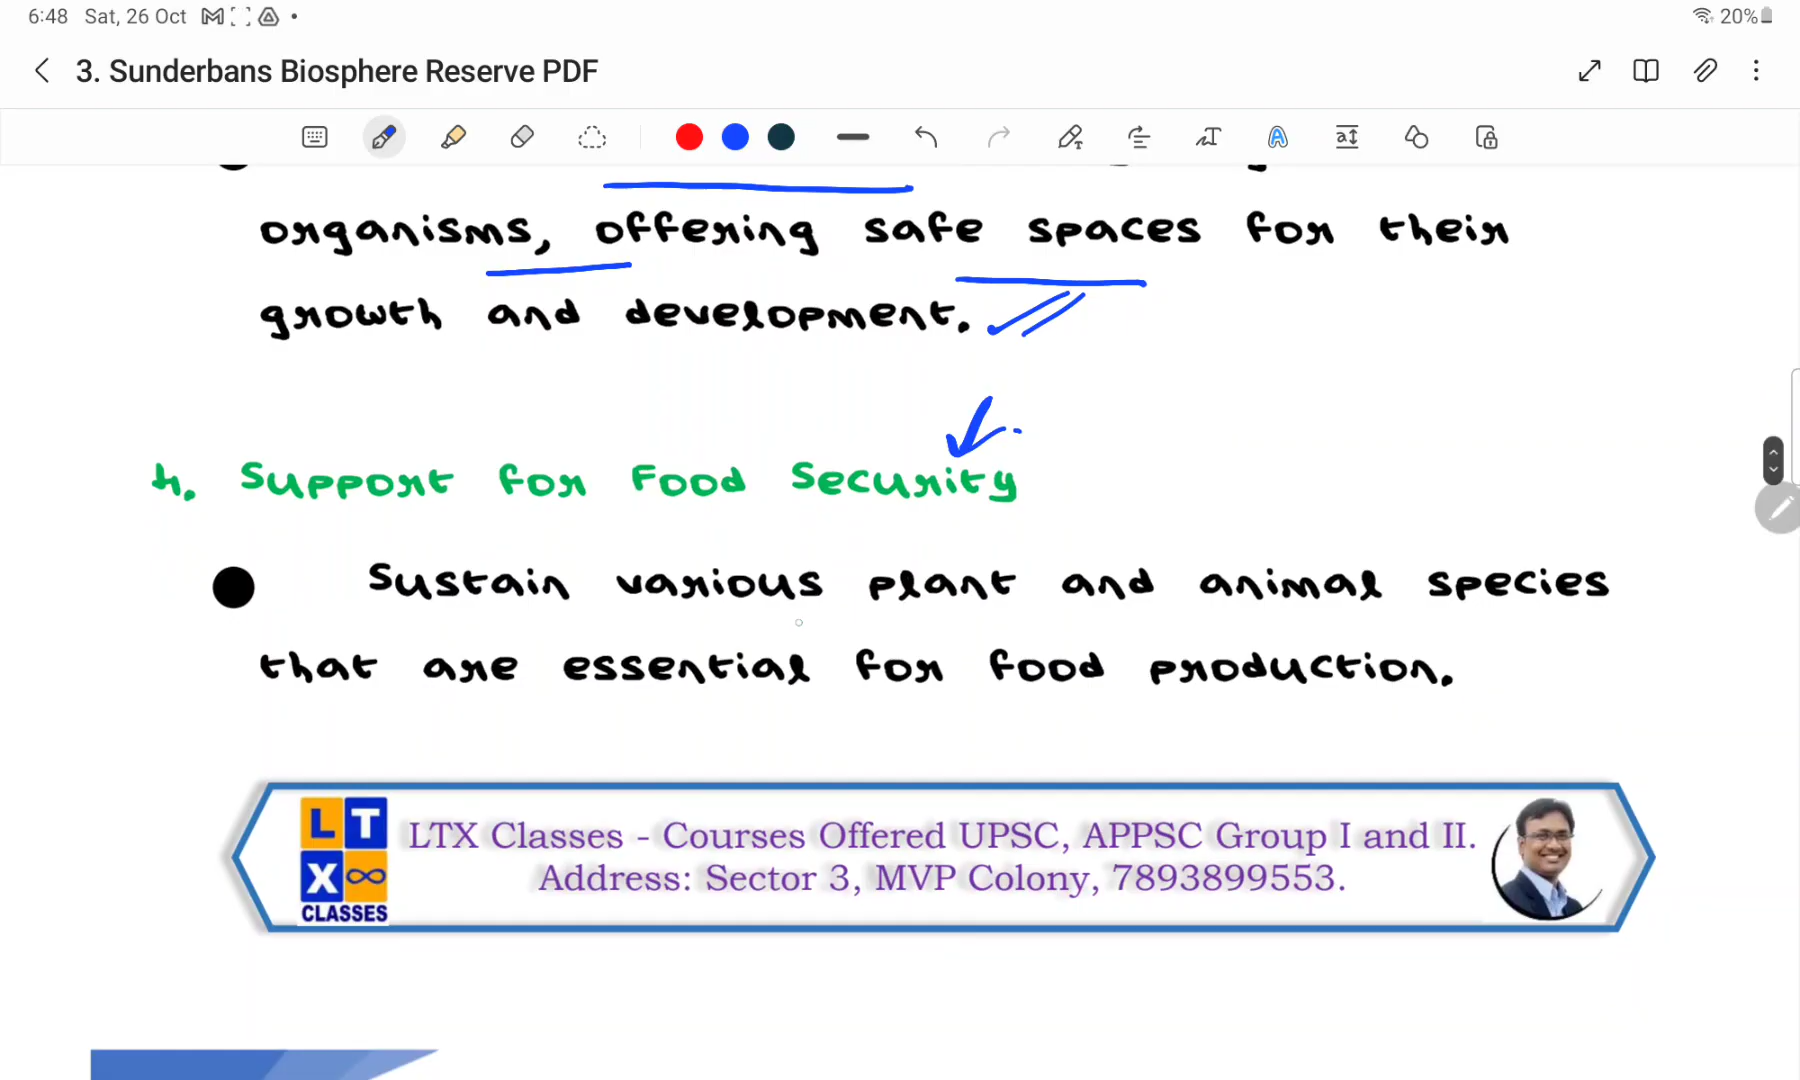 6:48 Sat, 26 Oct
20%
3. Sunderbans Biosphere Reserve PDF
organisms, offering safe spaces for their
growth and development.
4. Support for Food Security
Sustain various plant and animal species
that are essential for food production.
LTX Classes - Courses Offered UPSC, APPSC Group I and II.
Address: Sector 3, MVP Colony, 7893899553.
L T
X ∞
CLASSES